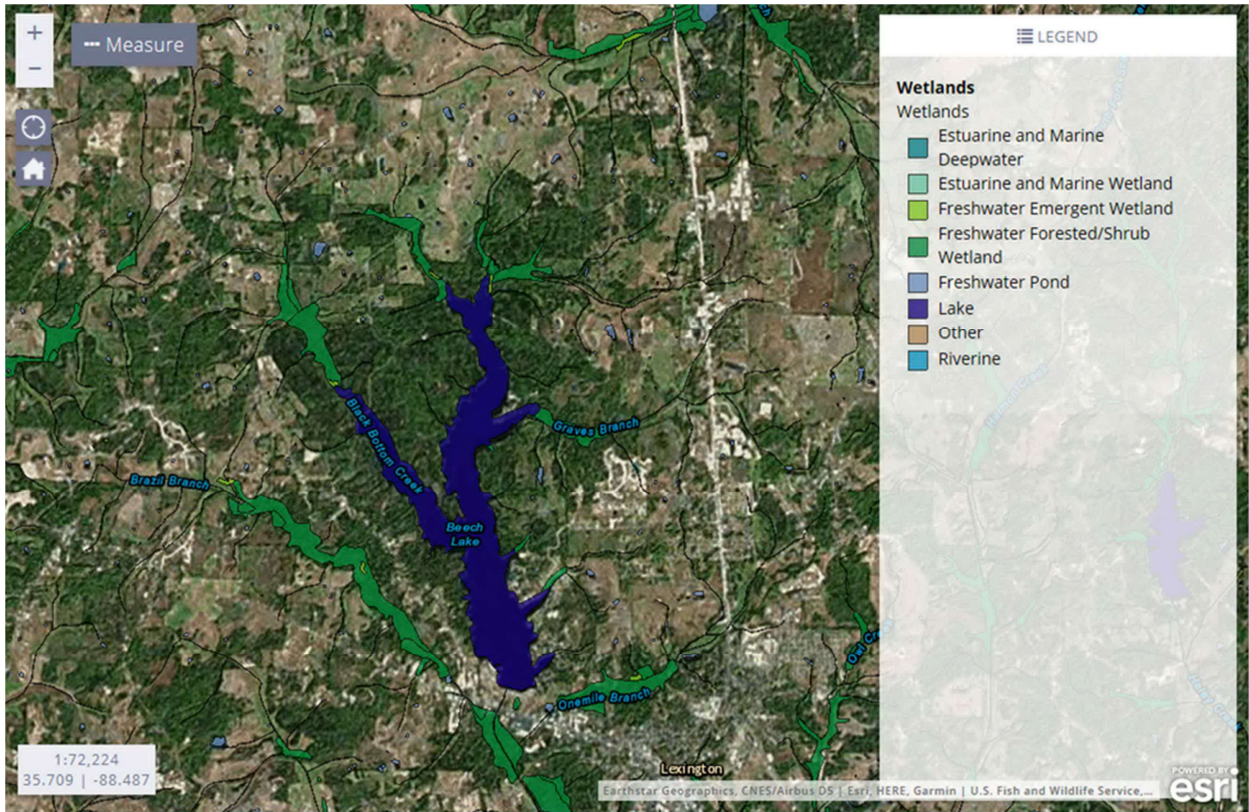 +
Measure
−
LEGEND
Wetlands
Wetlands
Estuarine and Marine
Deepwater
Estuarine and Marine Wetland
Freshwater Emergent Wetland
Freshwater Forested/Shrub
Wetland
Freshwater Pond
Lake
Other
Riverine
Black Bottom Creek
Graves Branch
Brazil Branch
Beech
Lake
Onemile Branch
Owl Creek
Lexington
1:72,224
35.709 | -88.487
Earthstar Geographics, CNES/Airbus DS | Esri, HERE, Garmin | U.S. Fish and Wildlife Service,...
POWERED BY
esri